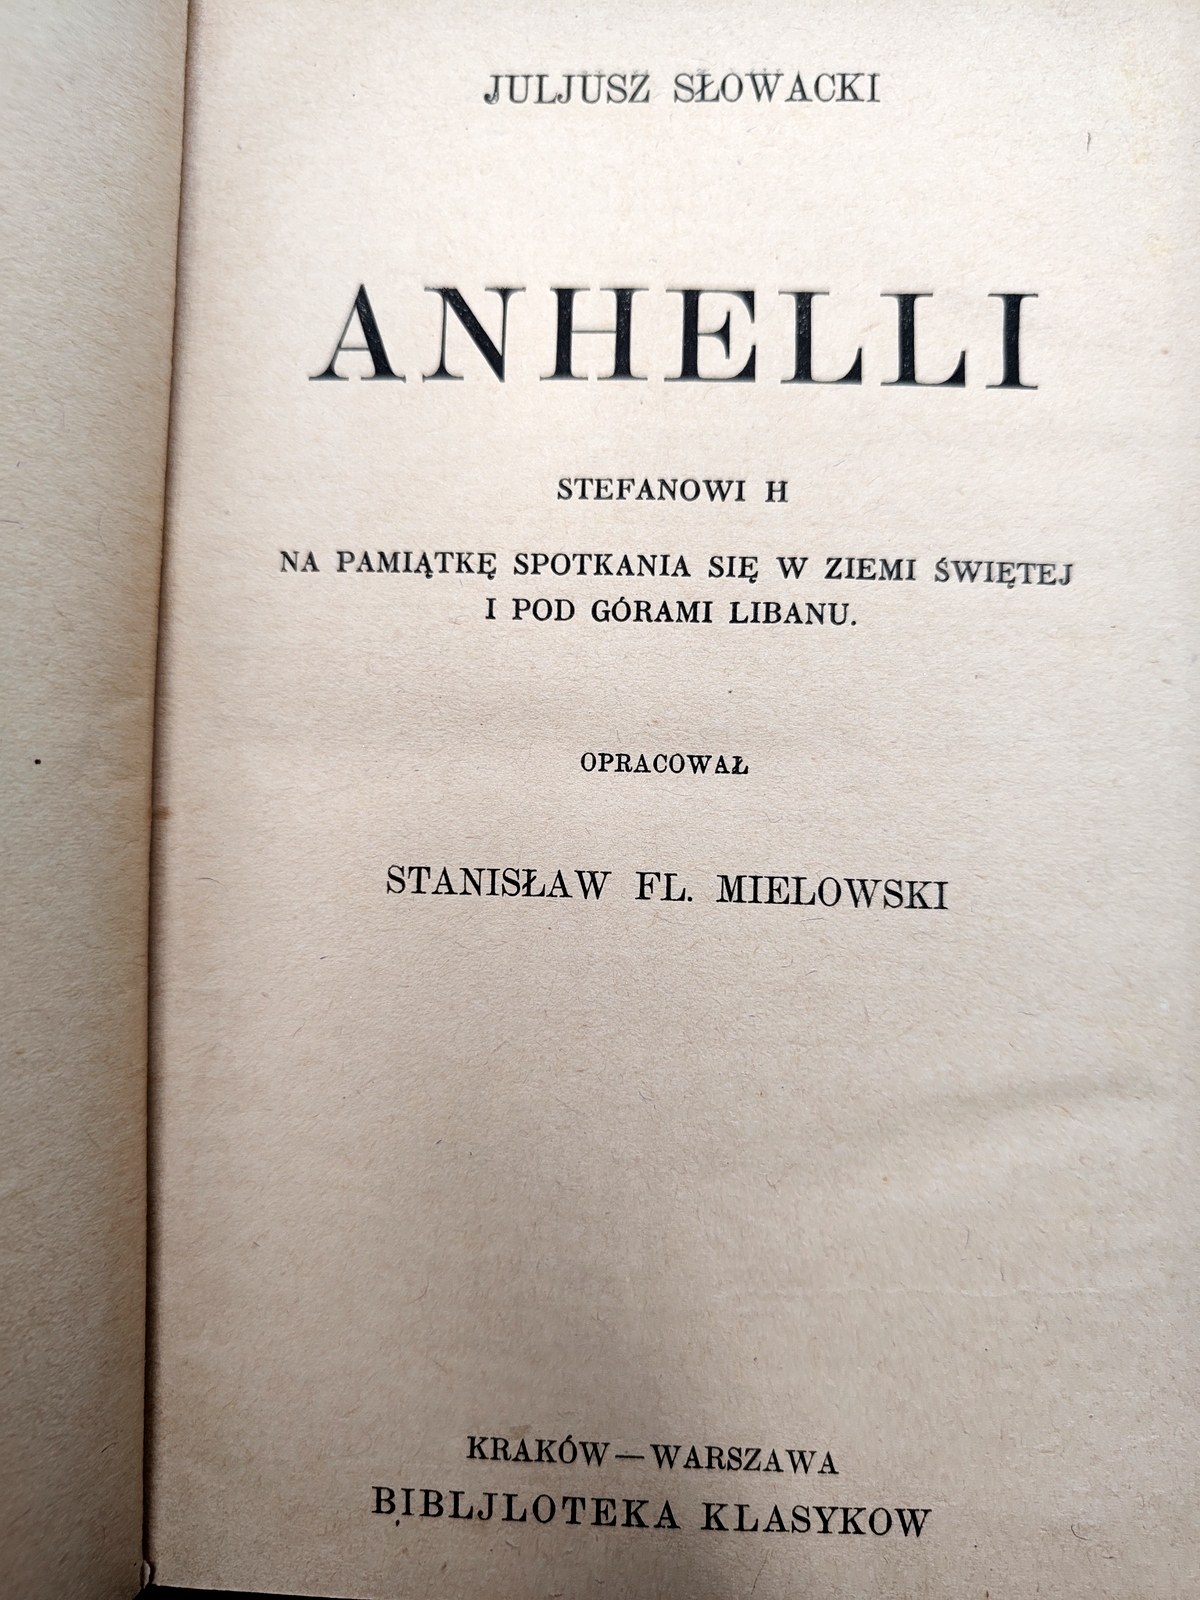 JULJUSZ SŁOWACKI
ANHELLI
STEFANOWI H
NA PAMIĄTKĘ SPOTKANIA SIĘ W ZIEMI ŚWIĘTEJ
I POD GÓRAMI LIBANU.
OPRACOWAŁ
STANISŁAW FL. MIELOWSKI
KRAKÓW—WARSZAWA
BIBLJLOTEKA KLASYKOW